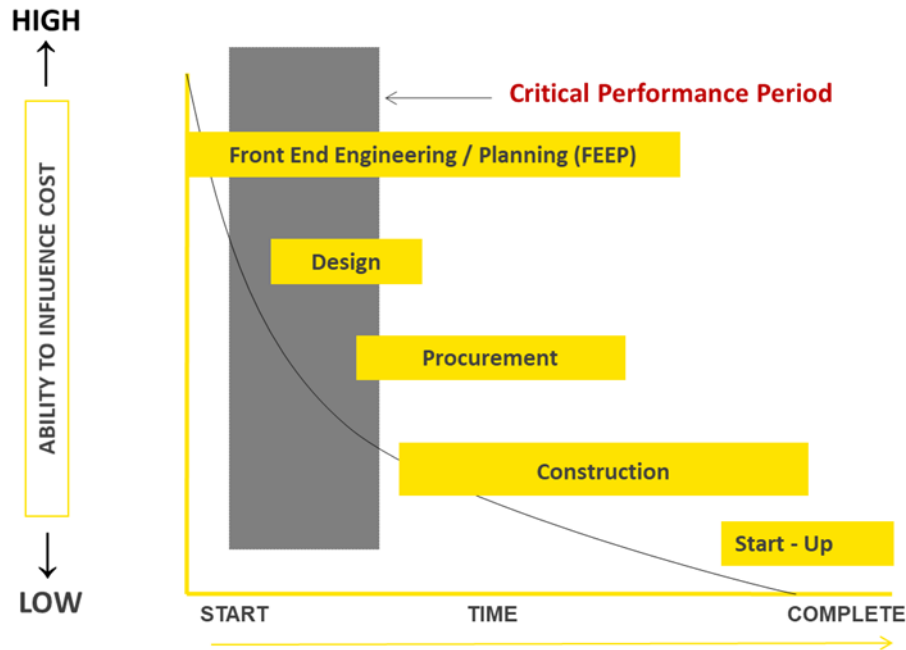 HIGH
Critical Performance Period
Front End Engineering / Planning (FEEP)
ABILITY TO INFLUENCE COST
Design
Procurement
Construction
Start - Up
LOW
START
TIME
COMPLETE